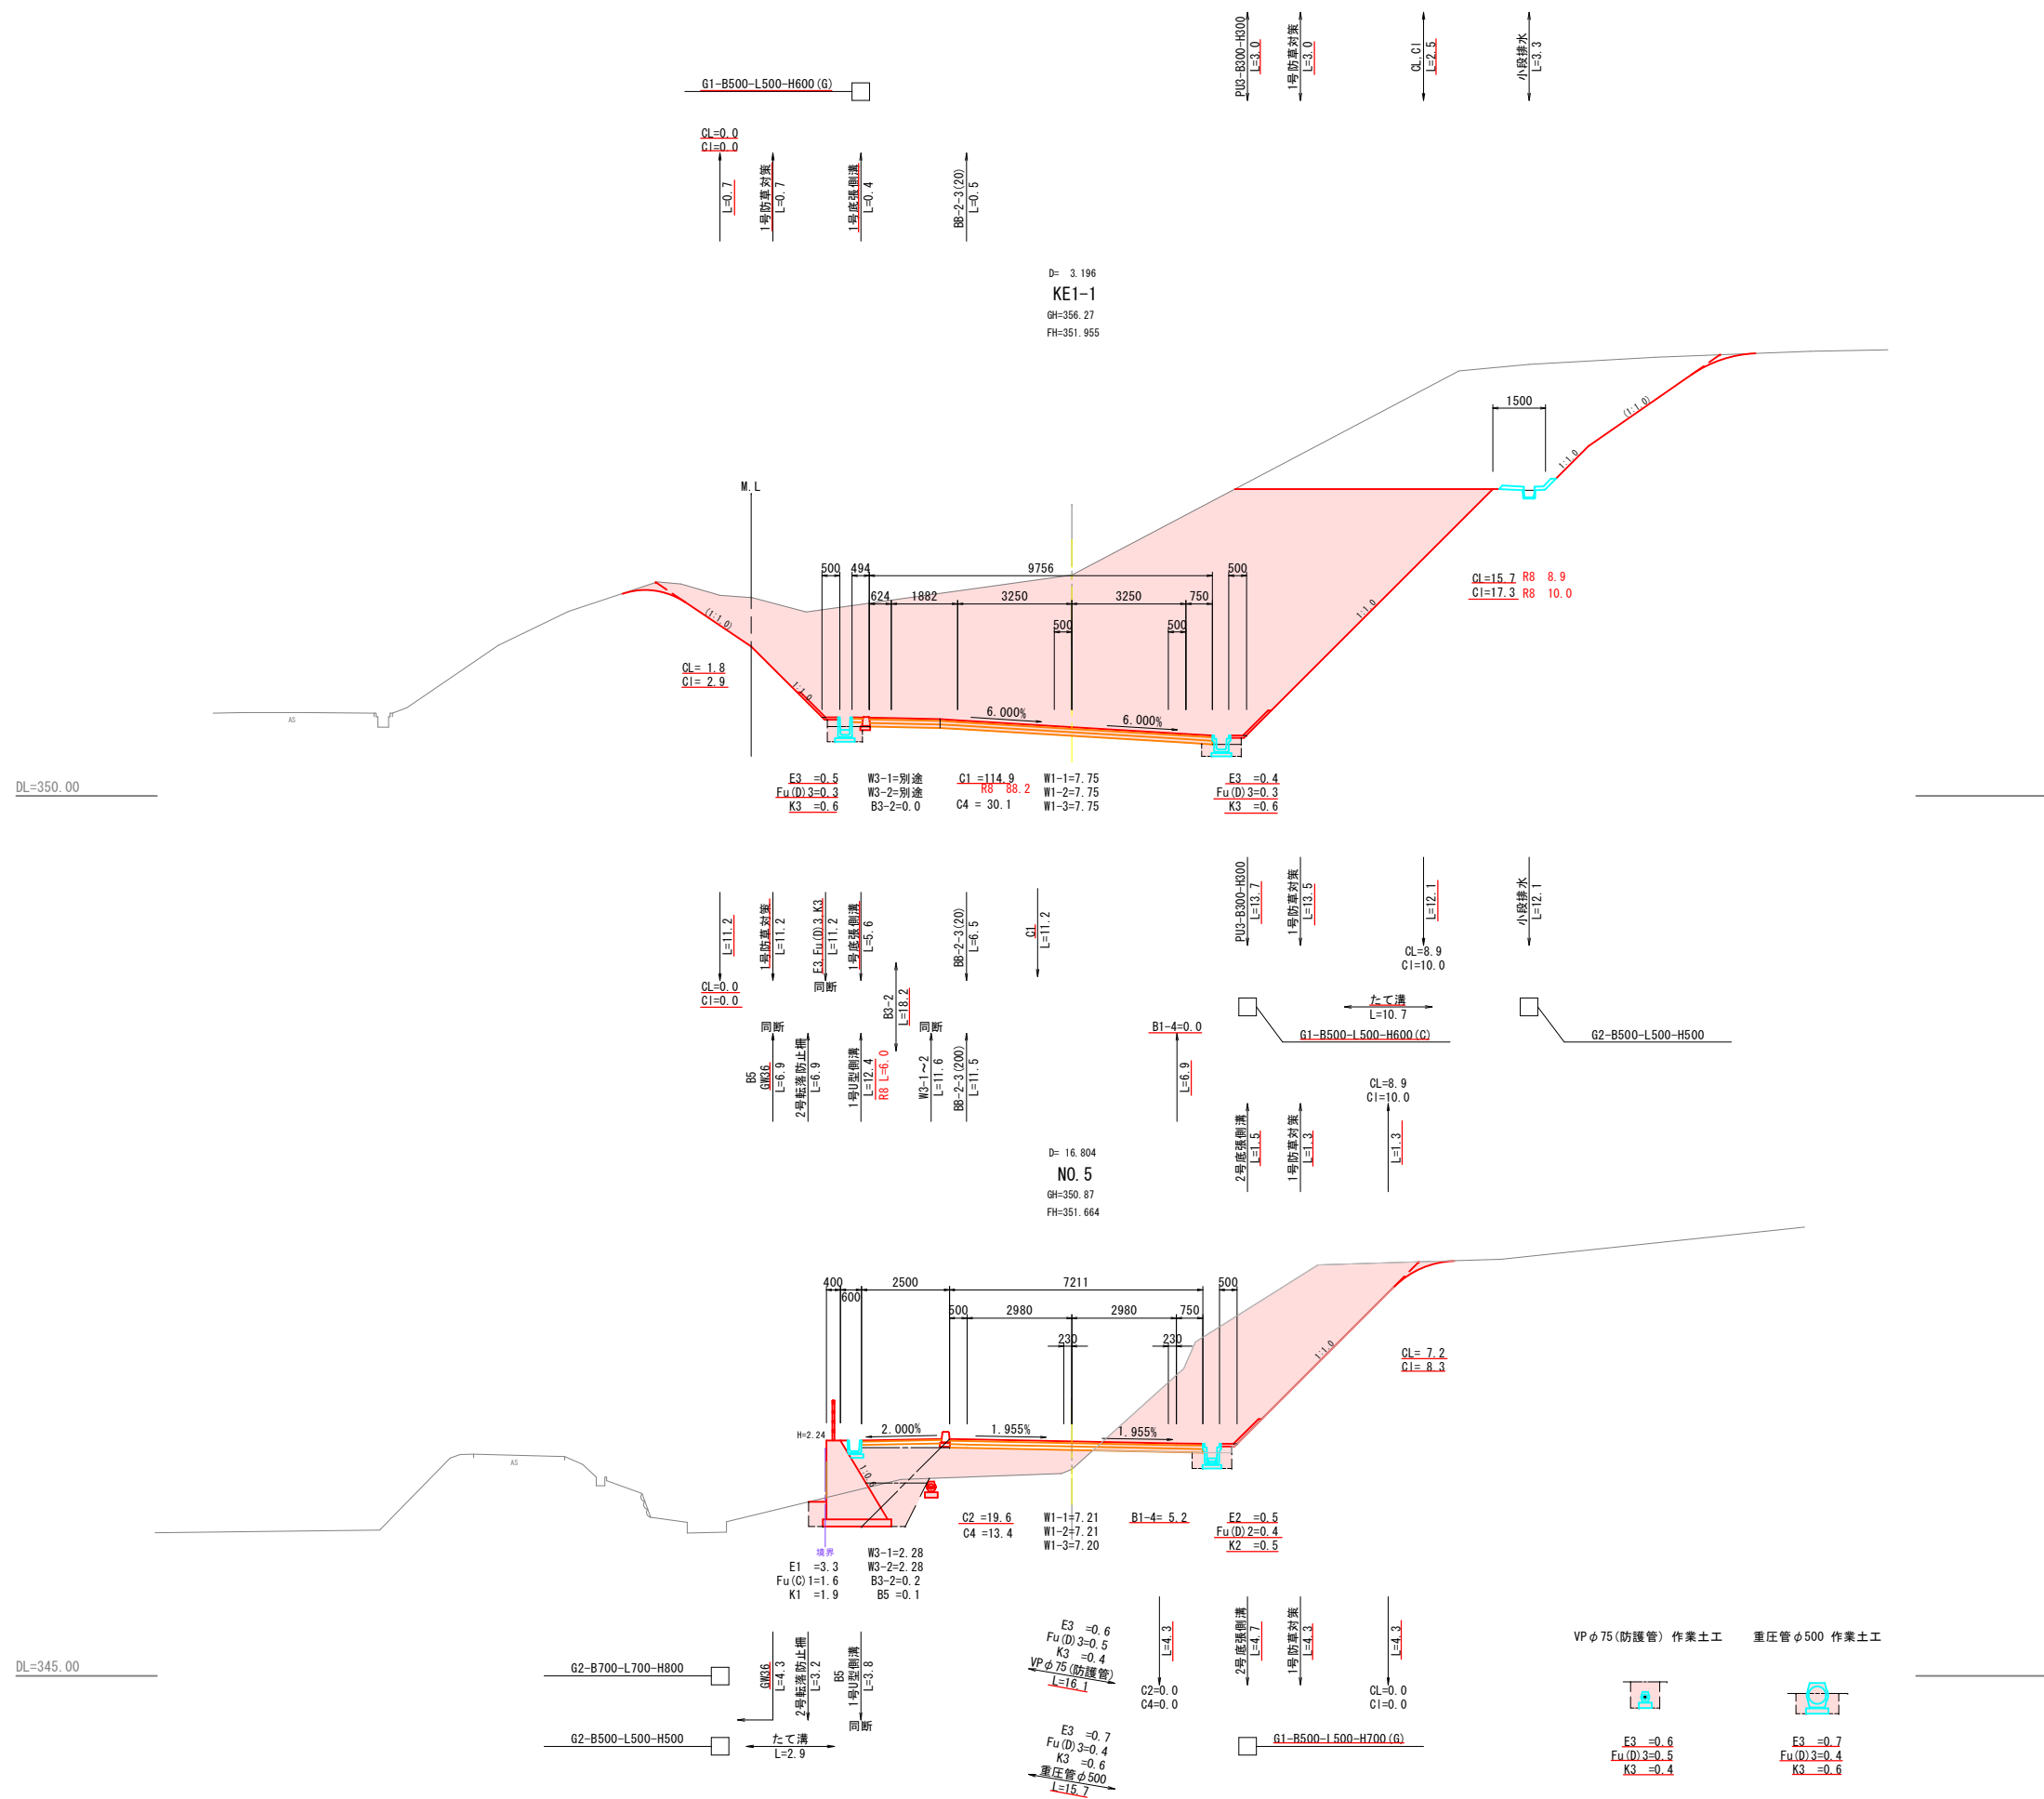 PU3-B300-H300
L=3.0
1号防草対策
L=3.0
CL,CI
L=2.5
小段排水
L=3.3
G1-B500-L500-H600(G)
CL=0.0
CI=0.0
L=0.7
1号防草対策
L=0.7
1号底張側溝
L=0.4
BB-2-3(20)
L=0.5
D= 3.196
KE1-1
GH=356.27
FH=351.955
1500
(1:1.0)
1:1.0
M.L
500
494
9756
500
624
1882
3250
3250
750
500
500
CL=15.7 R8 8.9
CI=17.3 R8 10.0
(1:1.0)
1:1.0
CL= 1.8
CI= 2.9
1:1.0
AS
6.000%
6.000%
DL=350.00
E3 =0.5
Fu(D)3=0.3
K3 =0.6
W3-1=別途
W3-2=別途
B3-2=0.0
C1 =114.9
R8 88.2
C4 = 30.1
W1-1=7.75
W1-2=7.75
W1-3=7.75
E3 =0.4
Fu(D)3=0.3
K3 =0.6
L=11.2
CL=0.0
CI=0.0
1号防草対策
L=11.2
E3 Fu(D)3 K3
L=11.2
同断
1号底張側溝
L=5.6
B3-2
L=18.2
BB-2-3(20)
L=6.5
C1
L=11.2
PU3-B300-H300
L=13.7
1号防草対策
L=13.5
L=12.1
CL=8.9
CI=10.0
小段排水
L=12.1
たて溝
L=10.7
G1-B500-L500-H600(C)
G2-B500-L500-H500
同断
B5
GW36
L=6.9
2号転落防止柵
L=6.9
1号U型側溝
L=12.4
R8 L=6.0
同断
W3-1～2
L=11.6
BB-2-3(200)
L=11.5
B1-4=0.0
L=6.9
CL=8.9
CI=10.0
2号底張側溝
L=1.5
1号防草対策
L=1.3
L=1.3
D= 16.804
NO.5
GH=350.87
FH=351.664
400
2500
7211
500
600
500
2980
2980
750
230
230
1:1.0
CL= 7.2
CI= 8.3
H=2.24
2.000%
1.955%
1.955%
1:0.6
AS
境界
C2 =19.6
C4 =13.4
W1-1=7.21
W1-2=7.21
W1-3=7.20
B1-4= 5.2
E2 =0.5
Fu(D)2=0.4
K2 =0.5
E1 =3.3
Fu(C)1=1.6
K1 =1.9
W3-1=2.28
W3-2=2.28
B3-2=0.2
B5 =0.1
DL=345.00
G2-B700-L700-H800
GW36
L=4.3
2号転落防止柵
L=3.2
B5
1号U型側溝
L=3.8
同断
E3 =0.6
Fu(D)3=0.5
K3 =0.4
VPφ75(防護管)
L=16.1
L=4.3
C2=0.0
C4=0.0
2号底張側溝
L=4.7
1号防草対策
L=4.3
L=4.3
CL=0.0
CI=0.0
VPφ75(防護管) 作業土工
重圧管φ500 作業土工
G2-B500-L500-H500
たて溝
L=2.9
E3 =0.7
Fu(D)3=0.4
K3 =0.6
重圧管φ500
L=15.7
G1-B500-L500-H700(G)
E3 =0.6
Fu(D)3=0.5
K3 =0.4
E3 =0.7
Fu(D)3=0.4
K3 =0.6